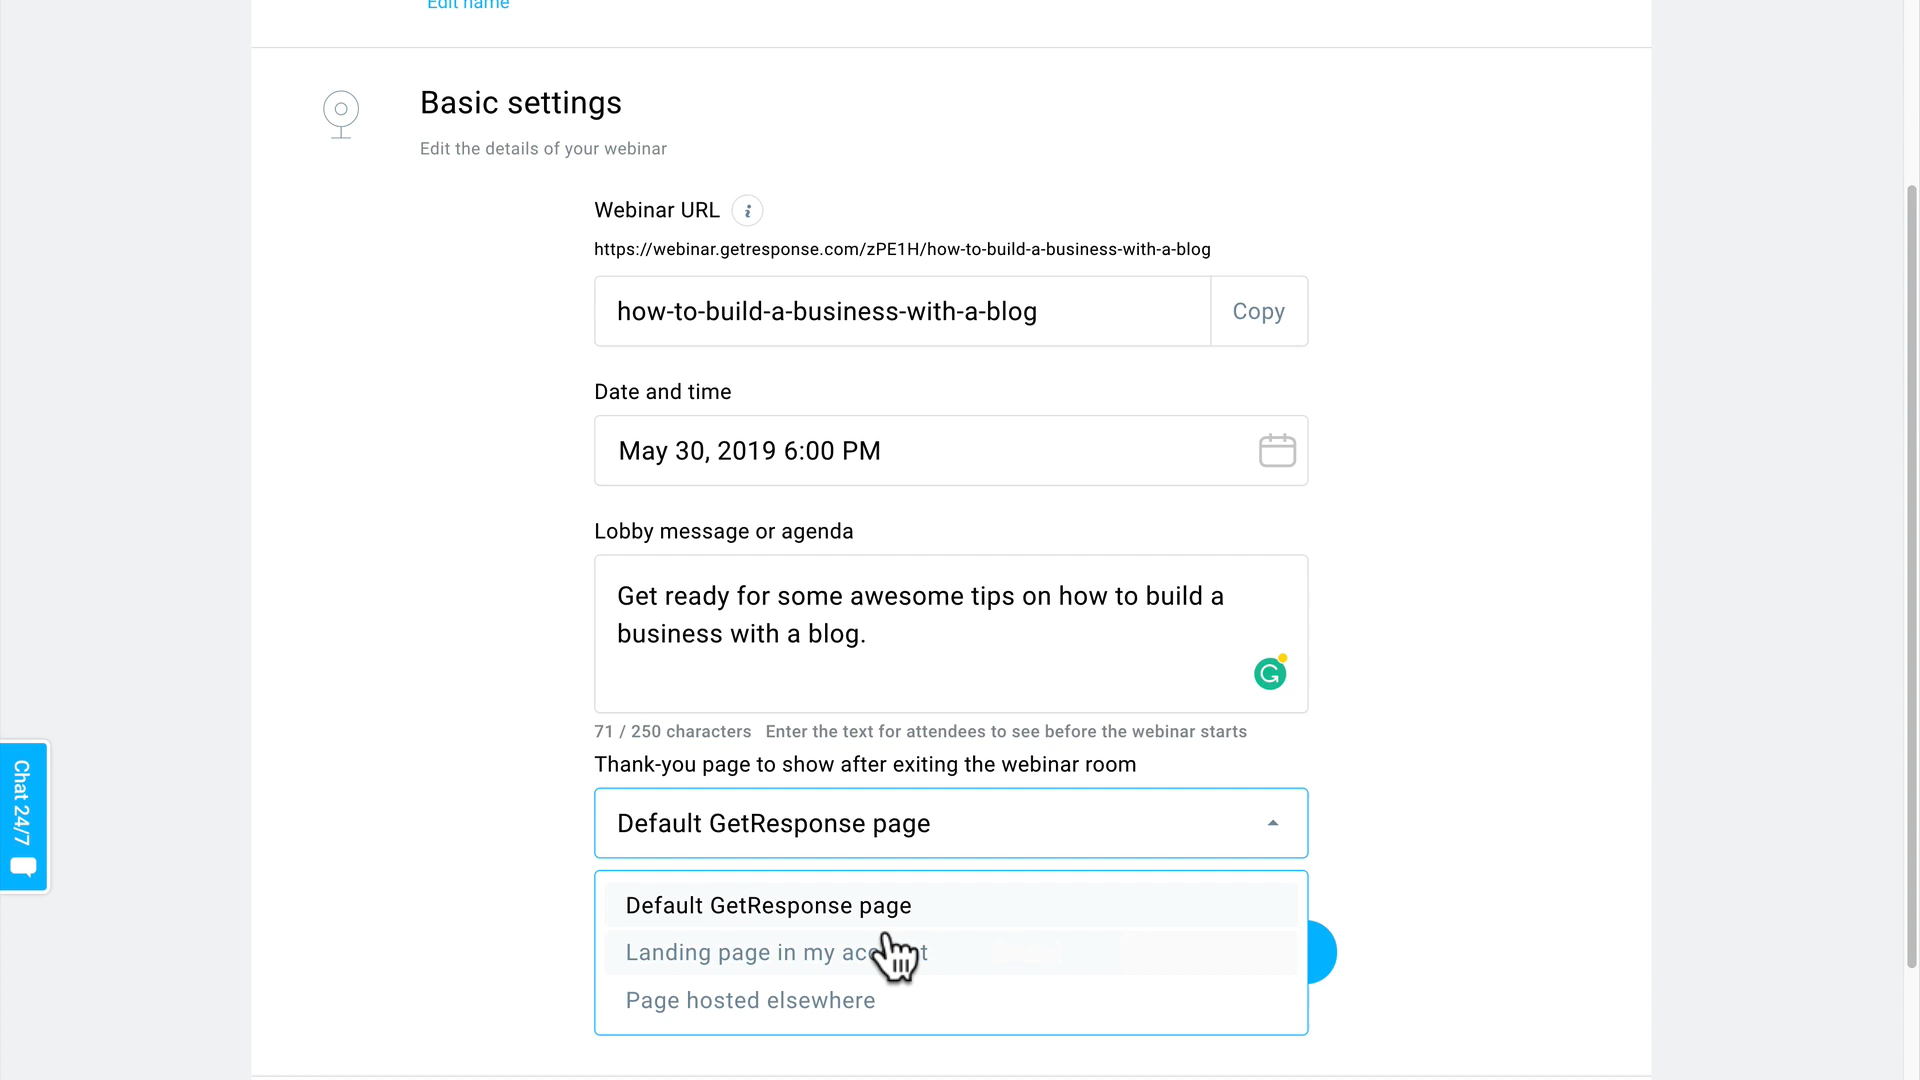 Edit name
Basic settings
Edit the details of your webinar
Webinar URL i
https://webinar.getresponse.com/zPE1H/how-to-build-a-business-with-a-blog
how-to-build-a-business-with-a-blog
Copy
Date and time
May 30, 2019 6:00 PM
Lobby message or agenda
Get ready for some awesome tips on how to build a
business with a blog.
G
71 / 250 characters Enter the text for attendees to see before the webinar starts
Thank-you page to show after exiting the webinar room
Default GetResponse page
Default GetResponse page
Landing page in my account
Page hosted elsewhere
Chat 24/7